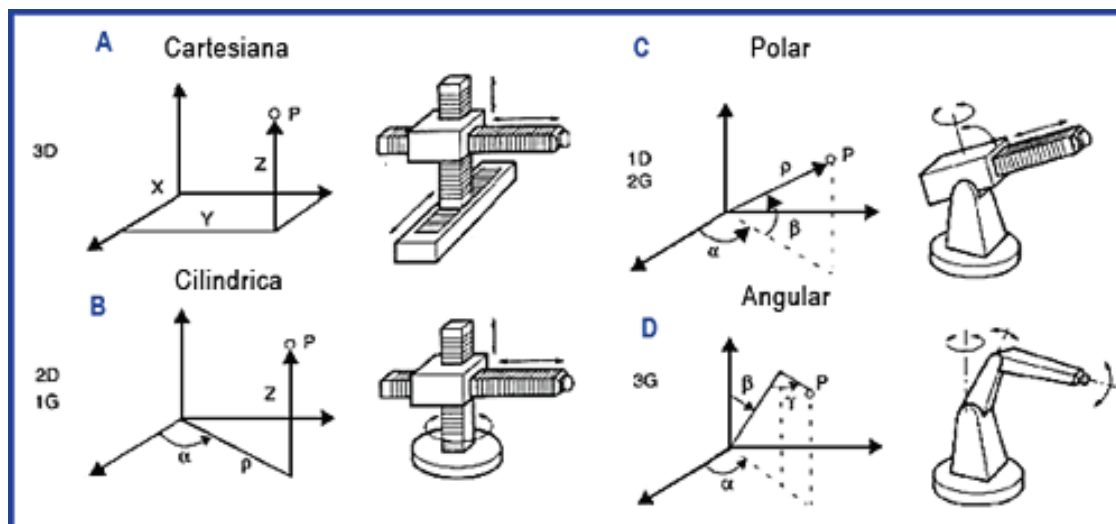 A
Cartesiana
3D
X
Y
Z
P
B
Cilindrica
2D
1G
α
ρ
Z
P
C
Polar
1D
2G
ρ
P
β
α
Angular
D
3G
β
γ
P
α